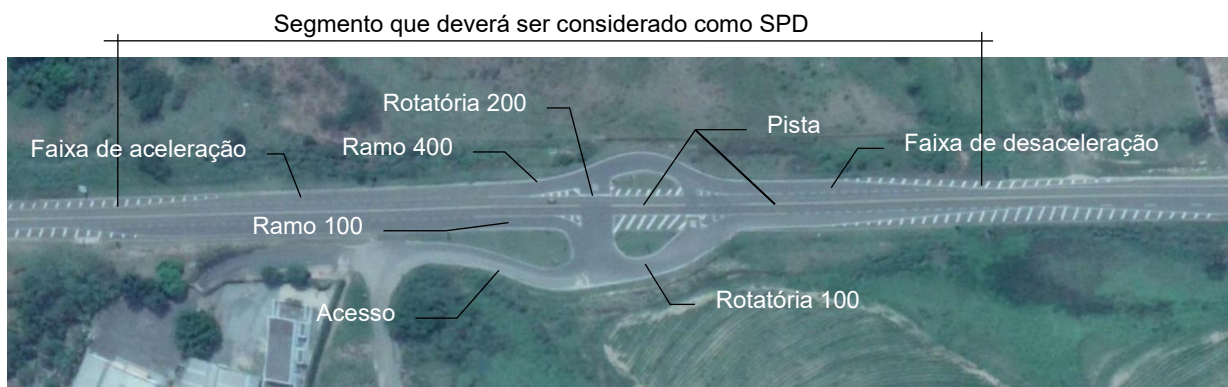 Segmento que deverá ser considerado como SPD
Rotatória 200
Pista
Faixa de aceleração
Ramo 400
Faixa de desaceleração
Ramo 100
Acesso
Rotatória 100